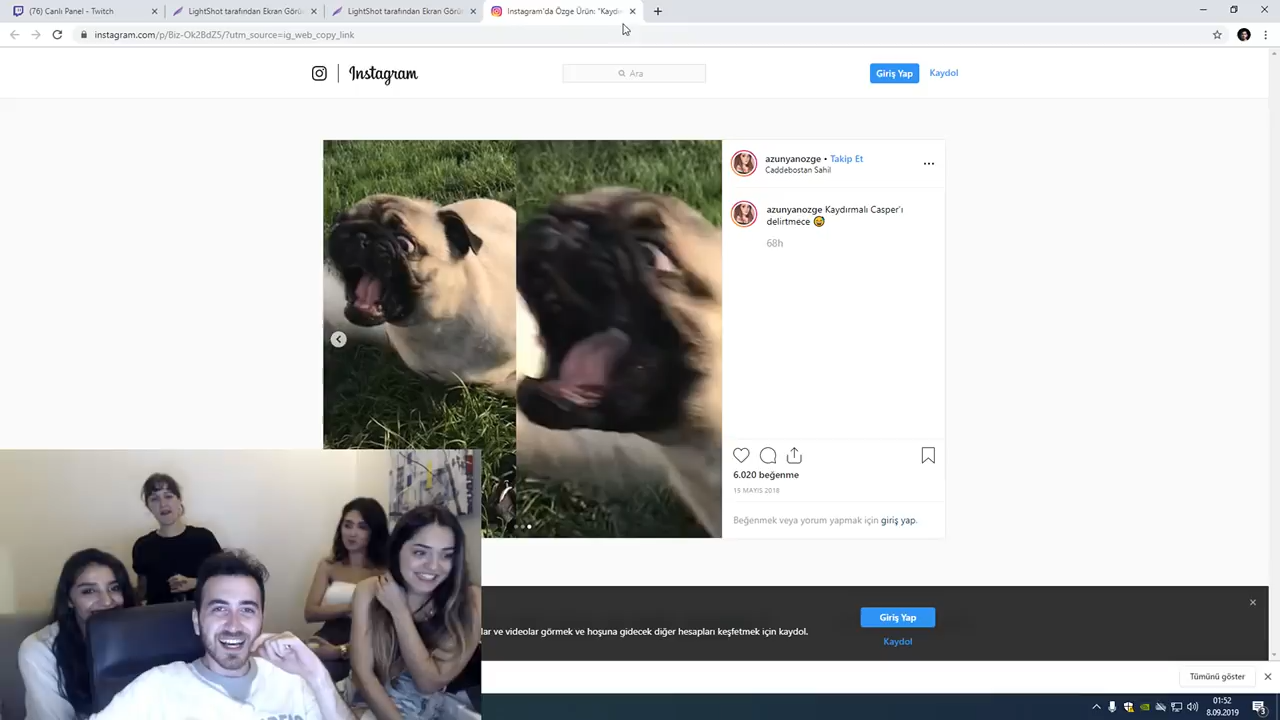 (76) Canlı Panel - Twitch
LightShot tarafından Ekran Görü
LightShot tarafından Ekran Görüt
Instagram'da Özge Ürün: "Kaydı
instagram.com/p/Biz-Ok2BdZ5/?utm_source=ig_web_copy_link
Instagram
Ara
Giriş Yap
Kaydol
azunyanozge • Takip Et
Caddebostan Sahil
azunyanozge Kaydırmalı Casper'ı
delirtmece 😅
68h
6.020 beğenme
15 MAYIS 2018
Beğenmek veya yorum yapmak için giriş yap.
lar ve videolar görmek ve hoşuna gidecek diğer hesapları keşfetmek için kaydol.
Giriş Yap
Kaydol
Tümünü göster
01:52
8.09.2019
3